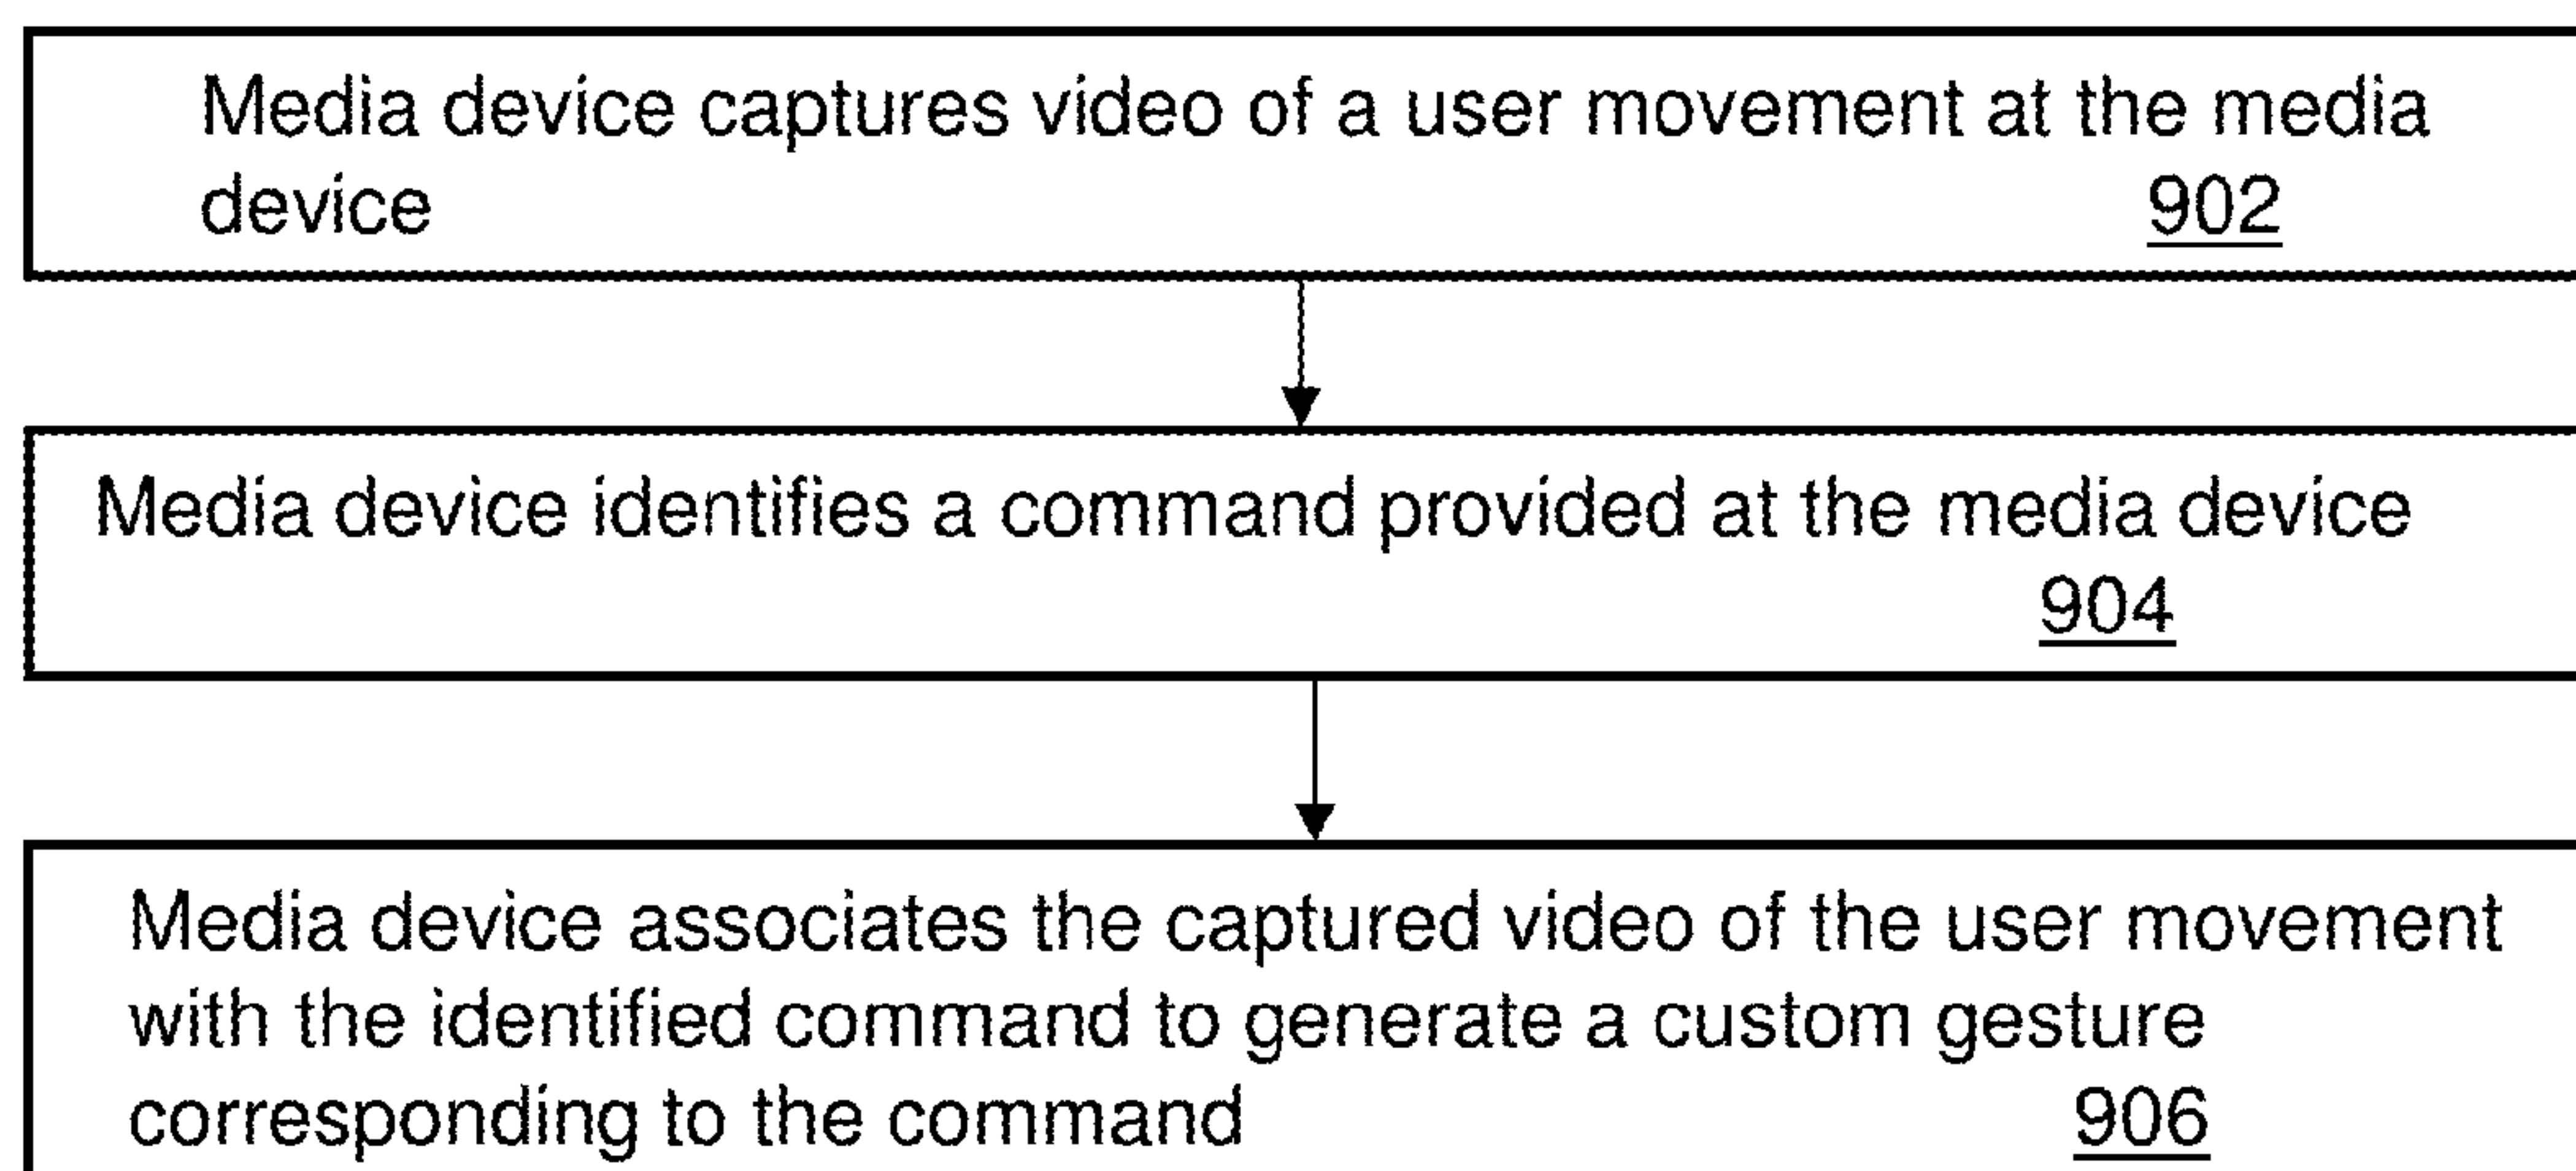 Media device captures video of a user movement at the media
device 902
Media device identifies a command provided at the media device
904
Media device associates the captured video of the user movement
with the identified command to generate a custom gesture
corresponding to the command 906